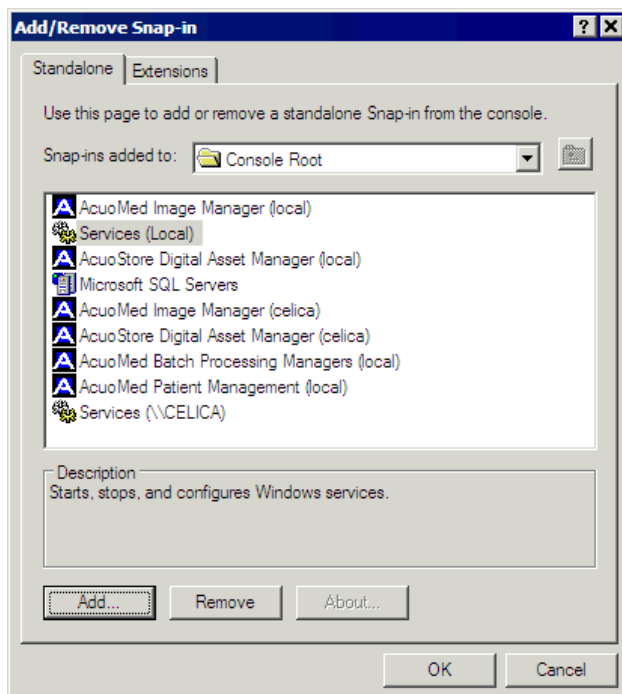 Add/Remove Snap-in
Standalone
Extensions
Use this page to add or remove a standalone Snap-in from the console.
Snap-ins added to:
Console Root
AcuoMed Image Manager (local)
Services (Local)
AcuoStore Digital Asset Manager (local)
Microsoft SQL Servers
AcuoMed Image Manager (celica)
AcuoStore Digital Asset Manager (celica)
AcuoMed Batch Processing Managers (local)
AcuoMed Patient Management (local)
Services (\\CELICA)
Description
Starts, stops, and configures Windows services.
Add...
Remove
About...
OK
Cancel